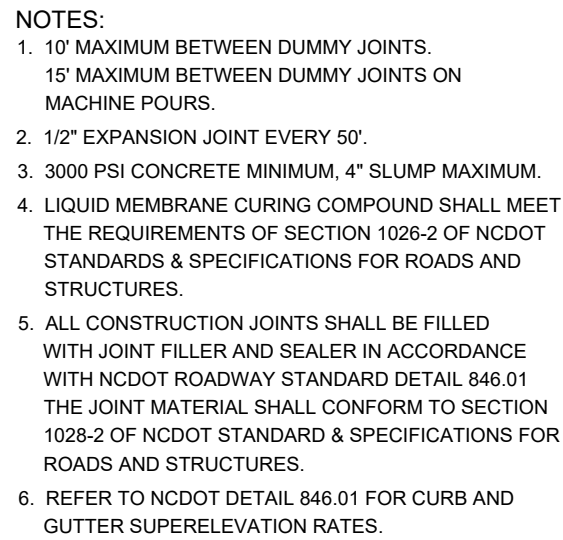 NOTES:
1. 10' MAXIMUM BETWEEN DUMMY JOINTS.
15' MAXIMUM BETWEEN DUMMY JOINTS ON
MACHINE POURS.
2. 1/2" EXPANSION JOINT EVERY 50'.
3. 3000 PSI CONCRETE MINIMUM, 4" SLUMP MAXIMUM.
4. LIQUID MEMBRANE CURING COMPOUND SHALL MEET
THE REQUIREMENTS OF SECTION 1026-2 OF NCDOT
STANDARDS & SPECIFICATIONS FOR ROADS AND
STRUCTURES.
5. ALL CONSTRUCTION JOINTS SHALL BE FILLED
WITH JOINT FILLER AND SEALER IN ACCORDANCE
WITH NCDOT ROADWAY STANDARD DETAIL 846.01
THE JOINT MATERIAL SHALL CONFORM TO SECTION
1028-2 OF NCDOT STANDARD & SPECIFICATIONS FOR
ROADS AND STRUCTURES.
6. REFER TO NCDOT DETAIL 846.01 FOR CURB AND
GUTTER SUPERELEVATION RATES.